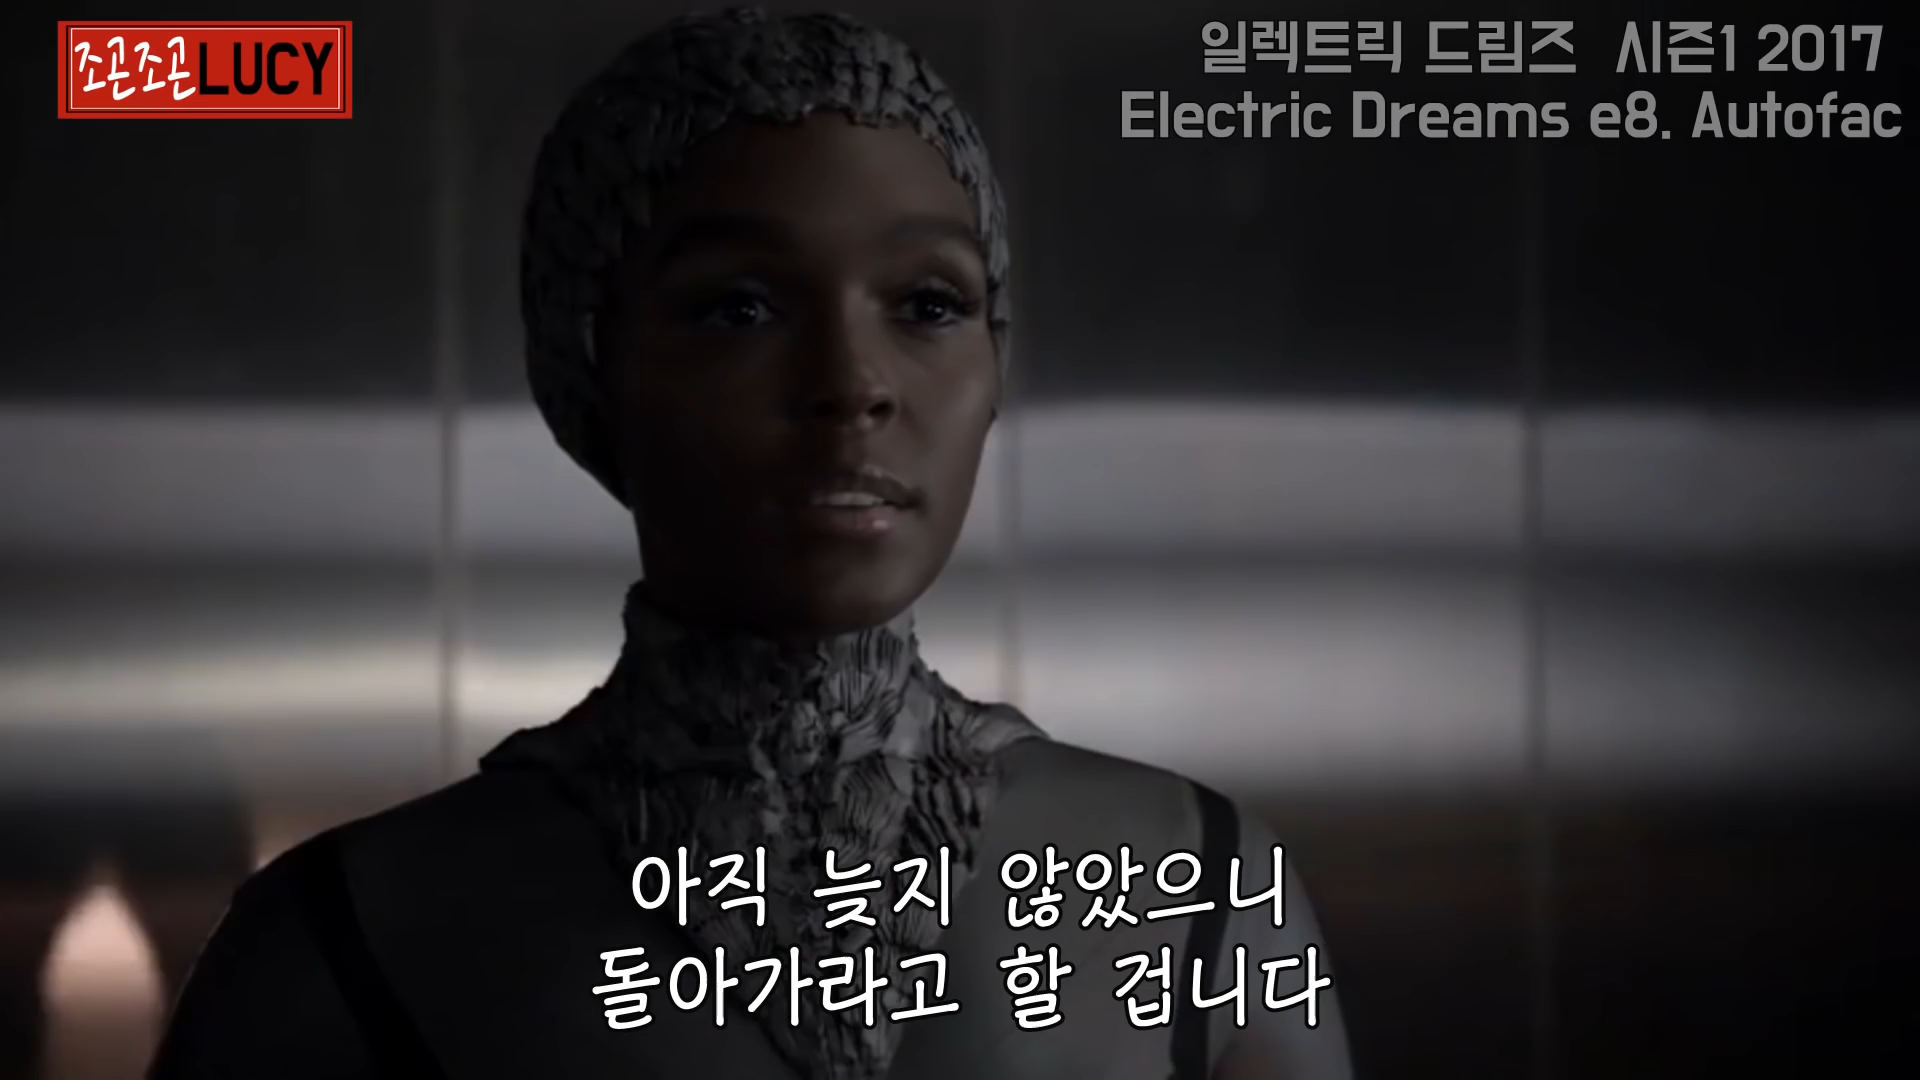 조곤조곤LUCY
일렉트릭 드림즈 시즌1 2017
Electric Dreams e8. Autofac
아직 늦지 않았으니
돌아가라고 할 겁니다